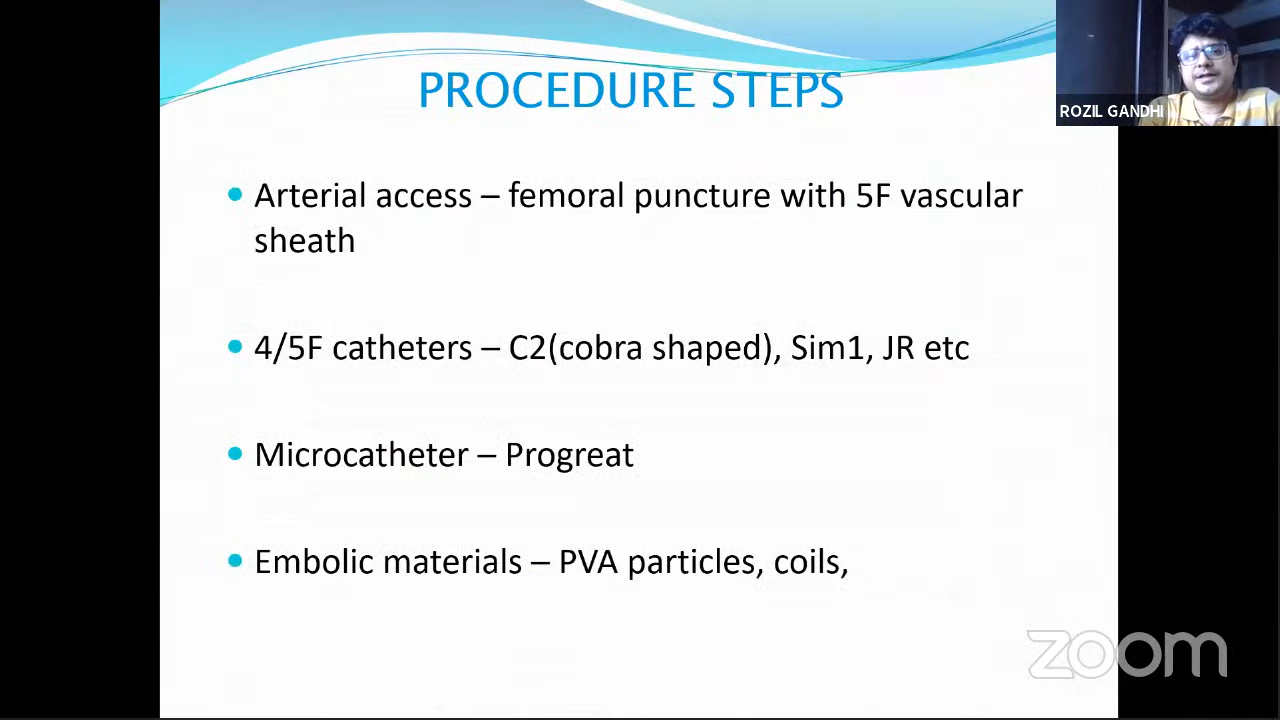 PROCEDURE STEPS
ROZIL GANDHI
• Arterial access – femoral puncture with 5F vascular
sheath
• 4/5F catheters – C2(cobra shaped), Sim1, JR etc
• Microcatheter – Progreat
• Embolic materials – PVA particles, coils,
zoom